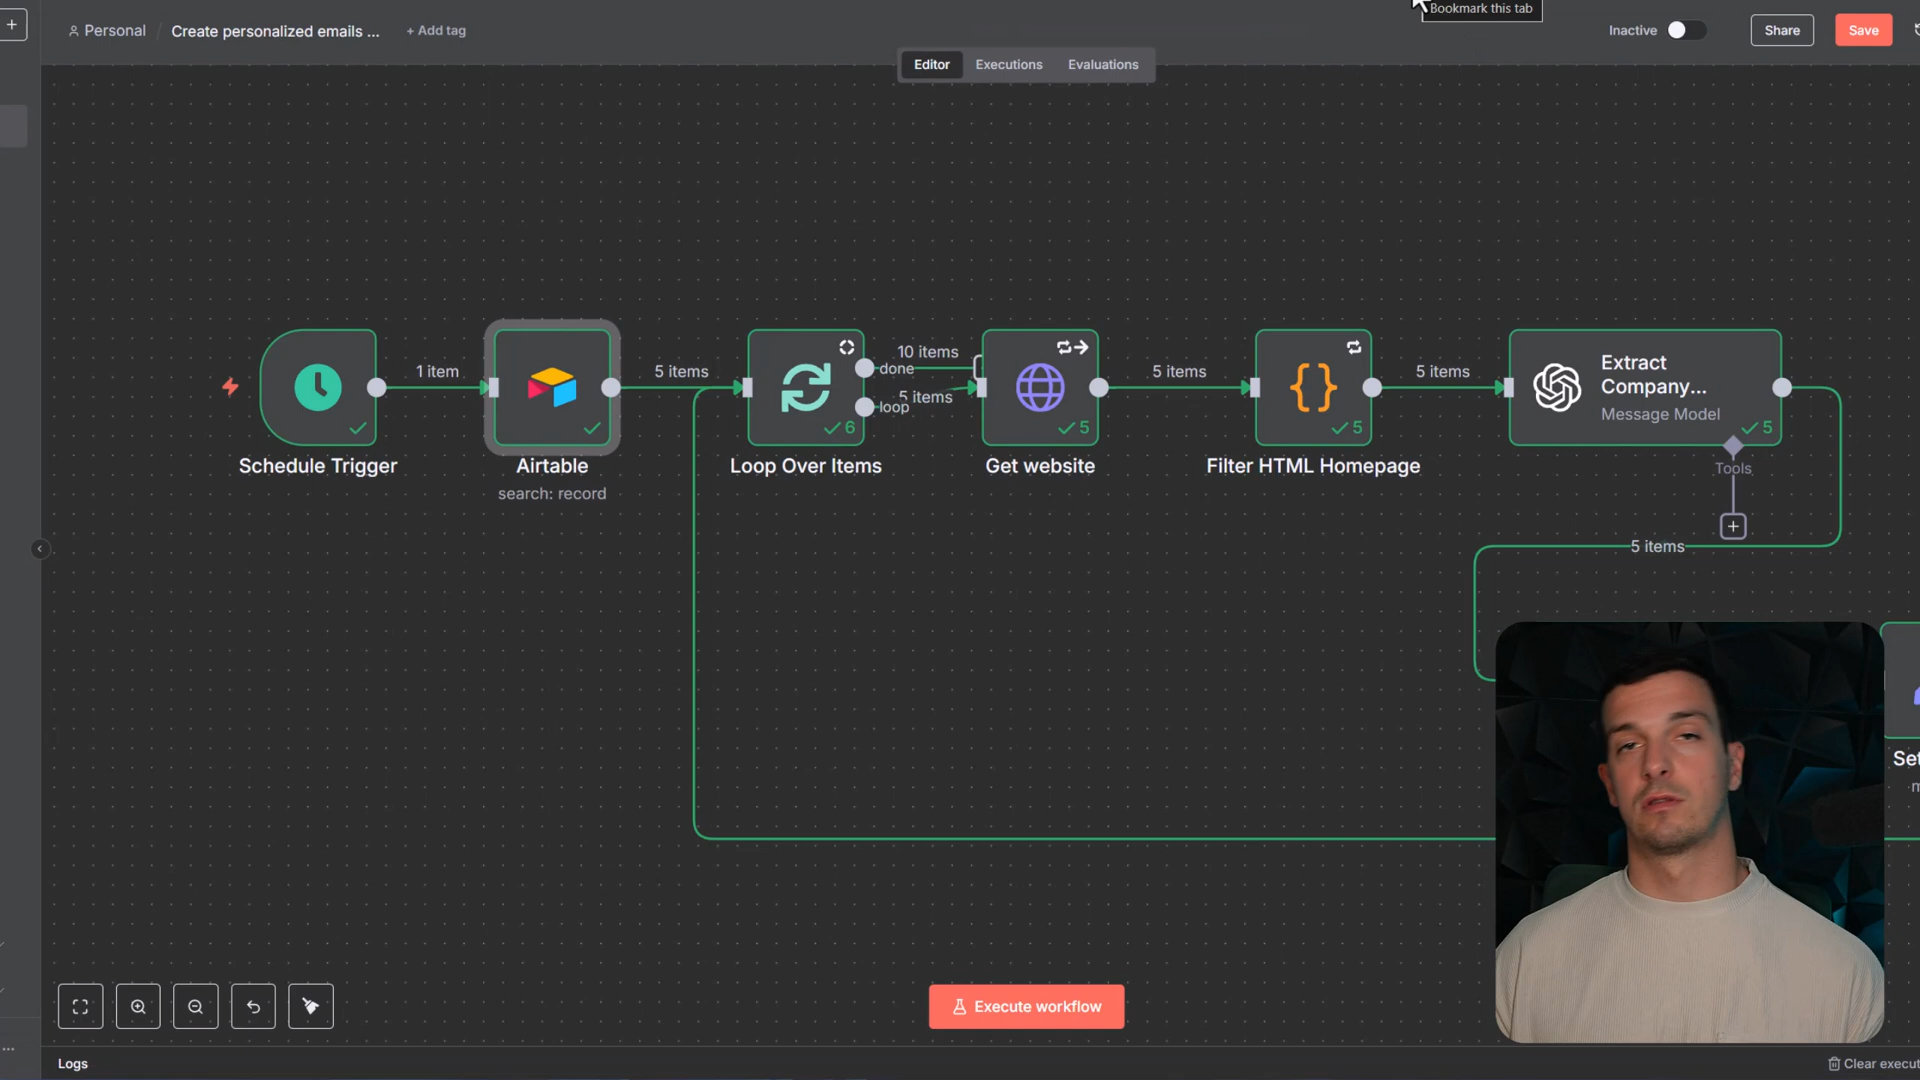 Bookmark this tab
Personal / Create personalized emails ... + Add tag
Inactive
Share
Save
Editor Executions Evaluations
1 item
5 items
10 items
done
5 items
loop
5 items
5 items
Extract
Company...
Message Model
6
5
5
5
Schedule Trigger
Airtable
search: record
Loop Over Items
Get website
Filter HTML Homepage
Tools
5 items
Set
Execute workflow
Logs
Clear execut